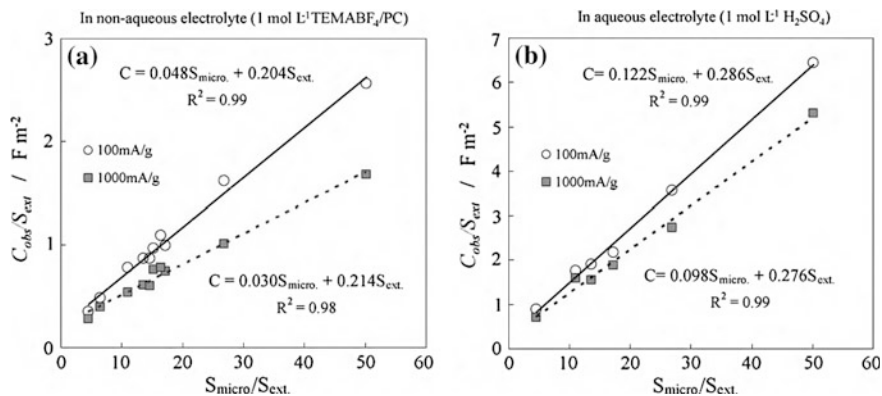 In non-aqueous electrolyte (1 mol L⁻¹TEMABF₄/PC)
(a)
C = 0.048S_micro. + 0.204S_ext.
R² = 0.99
100mA/g
1000mA/g
C = 0.030S_micro. + 0.214S_ext.
R² = 0.98
C_obs/S_ext / F m⁻²
3
2
1
0
0 10 20 30 40 50 60
S_micro/S_ext.
In aqueous electrolyte (1 mol L⁻¹ H₂SO₄)
(b)
C= 0.122S_micro. + 0.286S_ext.
R² = 0.99
100mA/g
1000mA/g
C = 0.098S_micro. + 0.276S_ext.
R² = 0.99
C_obs/S_ext / F m⁻²
7
6
5
4
3
2
1
0
0 10 20 30 40 50 60
S_micro/S_ext.